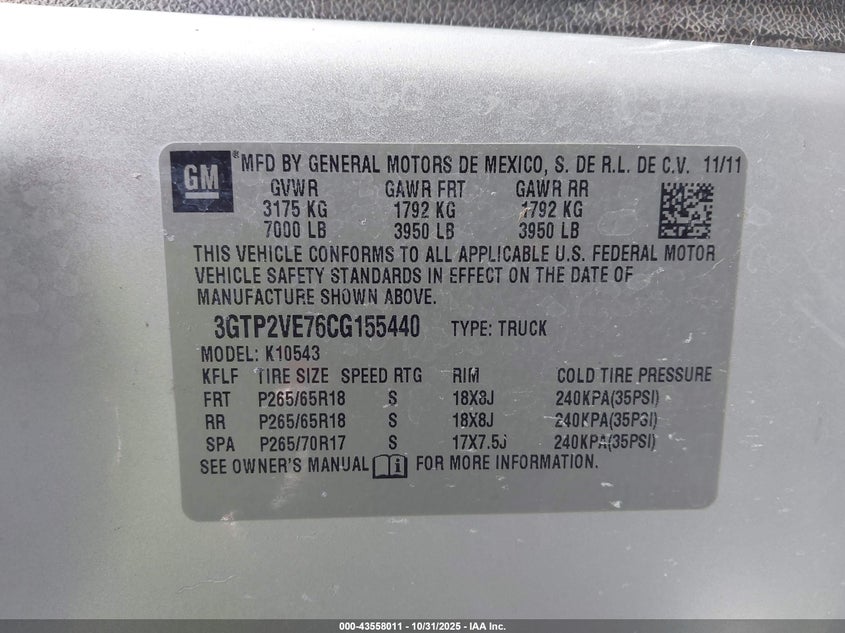 GM
® MFD BY GENERAL MOTORS DE MEXICO, S. DE R.L. DE C.V. 11/11
GVWR GAWR FRT GAWR RR
3175 KG 1792 KG 1792 KG
7000 LB 3950 LB 3950 LB
THIS VEHICLE CONFORMS TO ALL APPLICABLE U.S. FEDERAL MOTOR
VEHICLE SAFETY STANDARDS IN EFFECT ON THE DATE OF
MANUFACTURE SHOWN ABOVE.
3GTP2VE76CG155440 TYPE: TRUCK
MODEL: K10543
KFLF TIRE SIZE SPEED RTG RIM COLD TIRE PRESSURE
FRT P265/65R18 S 18X8J 240KPA(35PSI)
RR P265/65R18 S 18X8J 240KPA(35PSI)
SPA P265/70R17 S 17X7.5J 240KPA(35PSI)
SEE OWNER'S MANUAL FOR MORE INFORMATION.
000-43558011 - 10/31/2025 - IAA Inc.